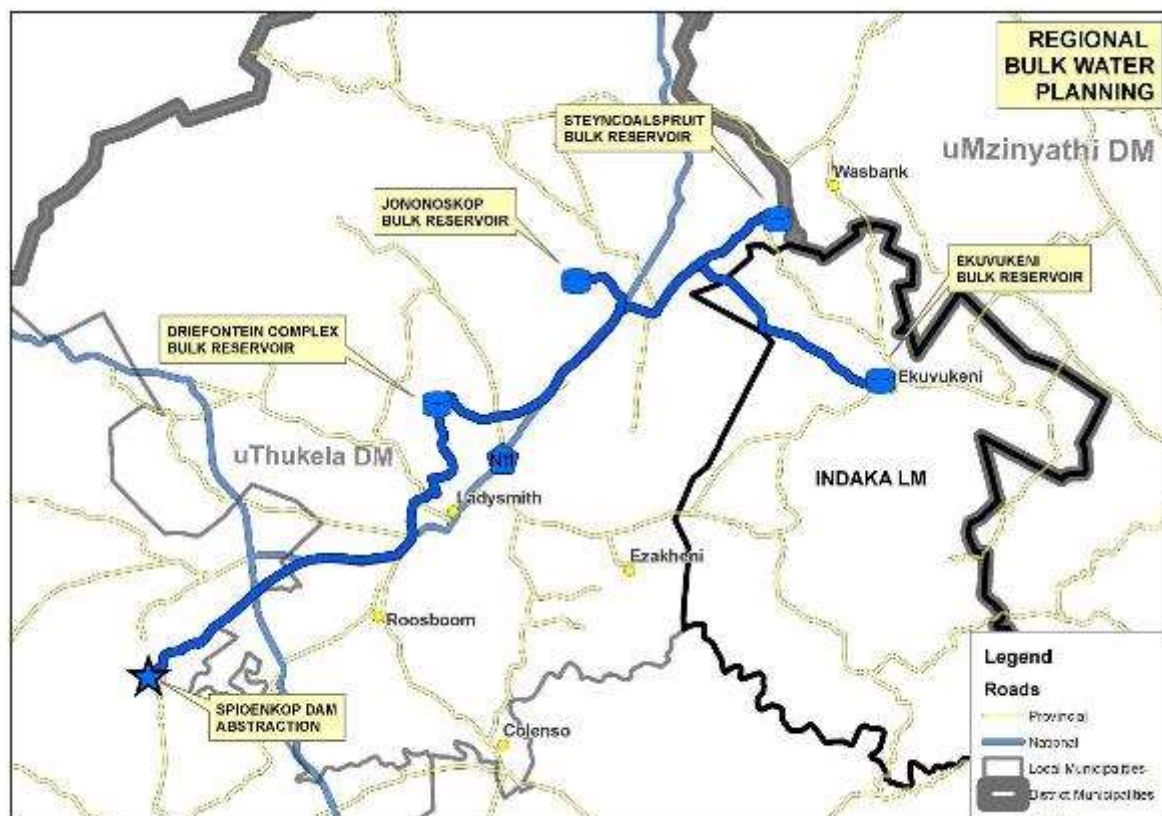 REGIONAL
BULK WATER
PLANNING
STEYNCOALSPRUIT
BULK RESERVOIR
uMzinyathi DM
Wasbank
JONONOSKOP
BULK RESERVOIR
EKUVUKENI
BULK RESERVOIR
DRIEFONTEIN COMPLEX
BULK RESERVOIR
Ekuvukeni
uThukela DM
N11
INDAKA LM
Ladysmith
Ezakheni
Roosboom
SPIOENKOP DAM
ABSTRACTION
Colenso
Legend
Roads
Provincial
National
Local Municipalities
District Municipalities